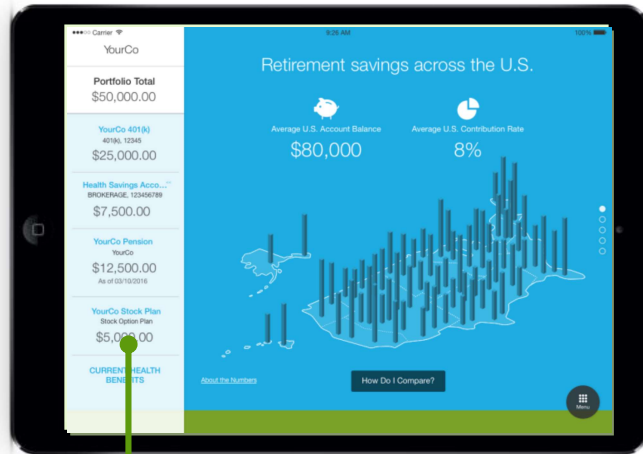 Carrier
9:26 AM
100%
YourCo
Portfolio Total
$50,000.00
YourCo 401(k)
401(k), 12345
$25,000.00
Health Savings Acco...
BROKERAGE, 123456789
$7,500.00
YourCo Pension
YourCo
$12,500.00
As of 03/10/2016
YourCo Stock Plan
Stock Option Plan
$5,000.00
CURRENT HEALTH
BENEFITS
Retirement savings across the U.S.
Average U.S. Account Balance
$80,000
Average U.S. Contribution Rate
8%
About the Numbers
How Do I Compare?
Menu